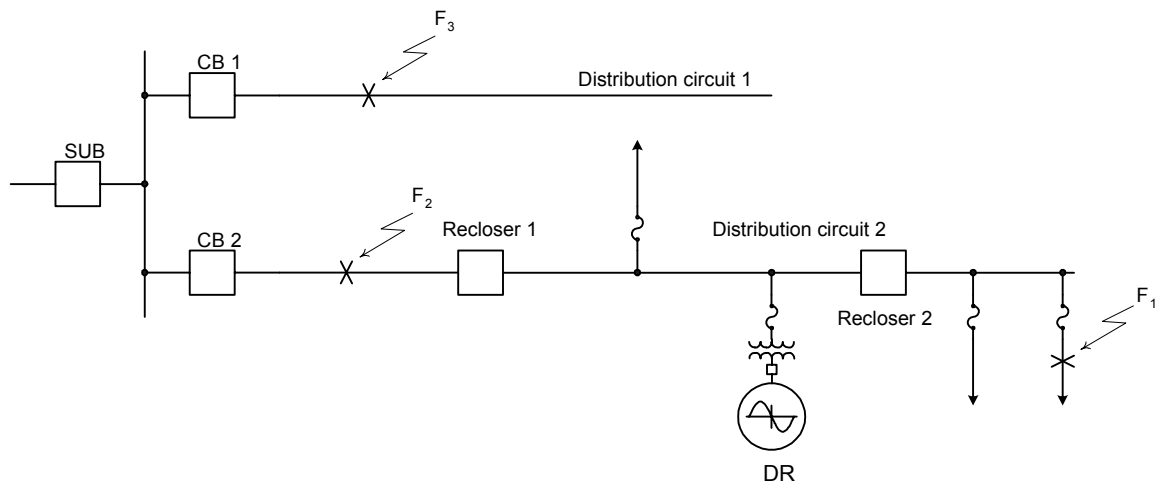 F3
CB 1
Distribution circuit 1
SUB
F2
CB 2
Recloser 1
Distribution circuit 2
Recloser 2
F1
DR